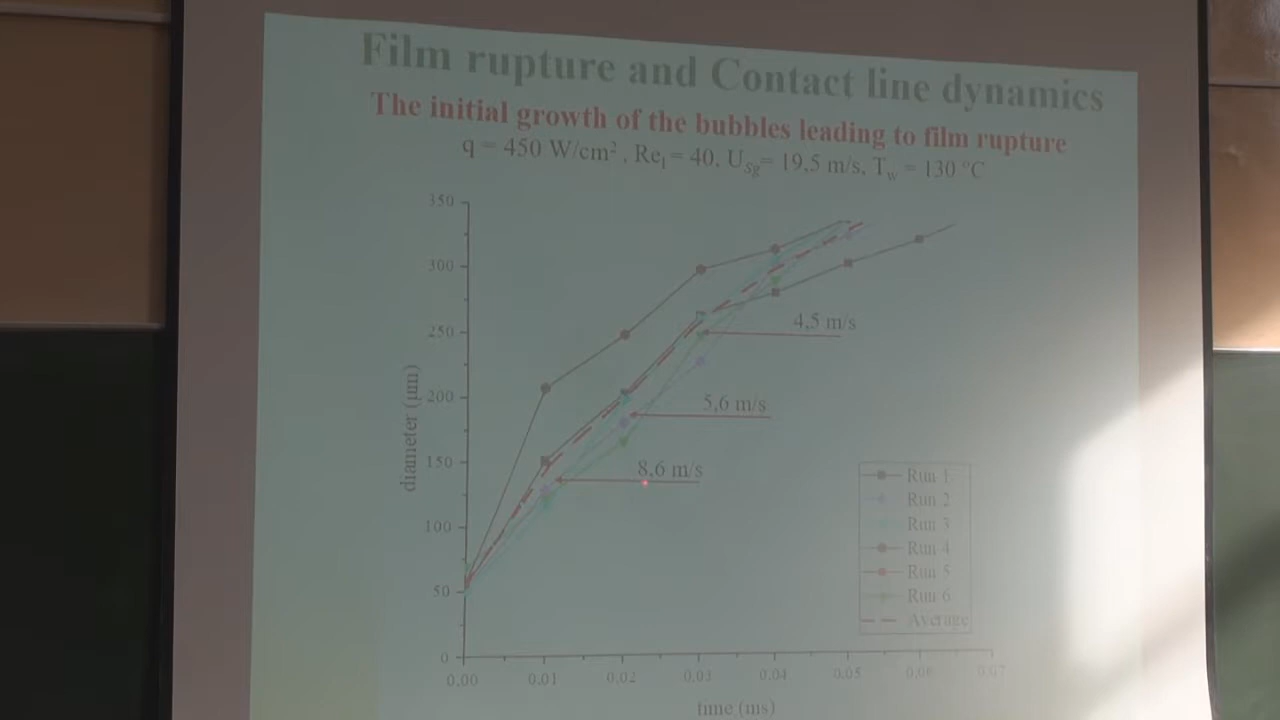 Film rupture and Contact line dynamics
The initial growth of the bubbles leading to film rupture
q = 450 W/cm², Reₗ = 40, U_Sg = 19,5 m/s, T_w = 130 °C
350
300
250
200
150
100
50
0
diameter (μm)
4,5 m/s
5,6 m/s
8,6 m/s
Run 1
Run 2
Run 3
Run 4
Run 5
Run 6
Average
0.00 0.01 0.02 0.03 0.04 0.05 0.06 0.07
time (ms)